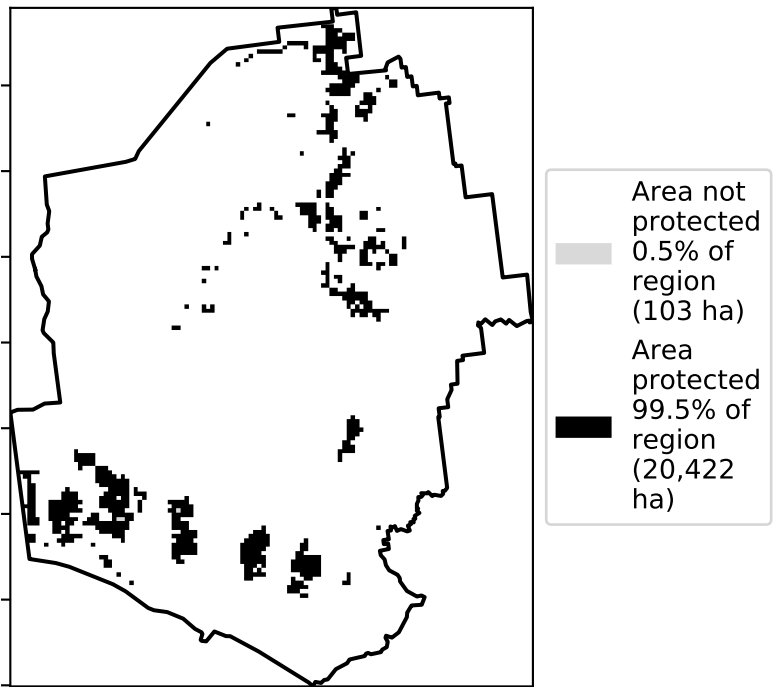 Area not
protected
0.5% of
region
(103 ha)
Area
protected
99.5% of
region
(20,422
ha)